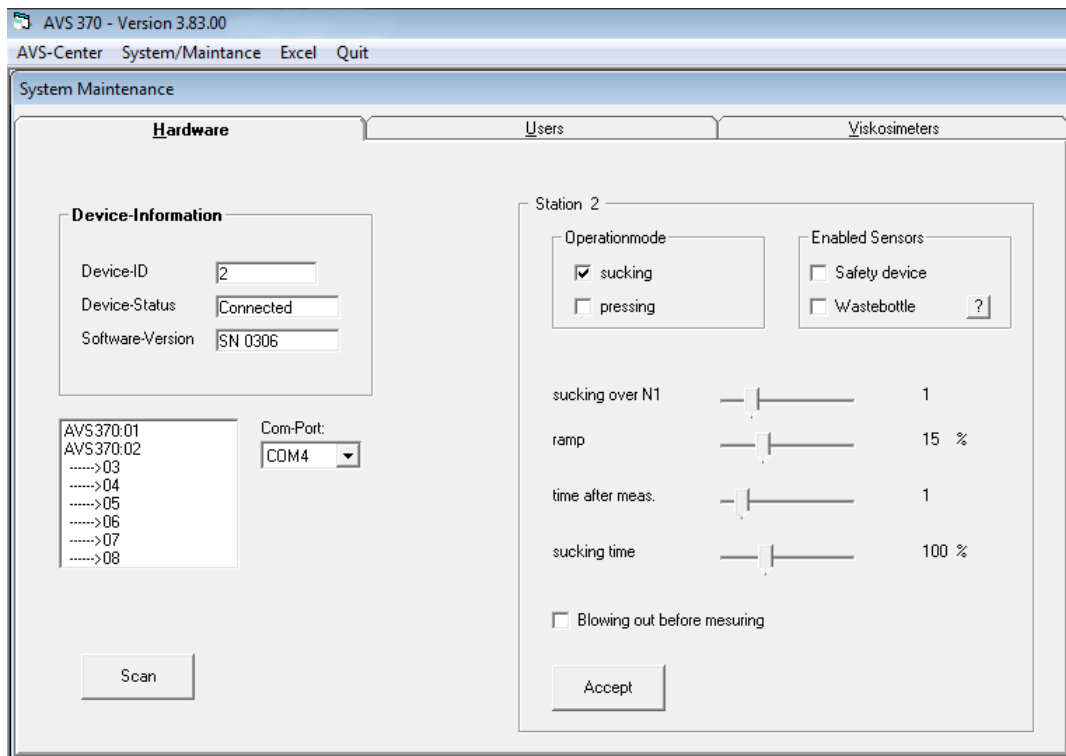 AVS 370 - Version 3.83.00
AVS-Center System/Maintance Excel Quit
System Maintenance
Hardware Users Viskosimeters
Device-Information
Device-ID 2
Device-Status Connected
Software-Version SN 0306
AVS370:01
AVS370:02
------>03
------>04
------>05
------>06
------>07
------>08
Com-Port:
COM4
Scan
Station 2
Operationmode
sucking
pressing
Enabled Sensors
Safety device
Wastebottle ?
sucking over N1 1
ramp 15 %
time after meas. 1
sucking time 100 %
Blowing out before mesuring
Accept